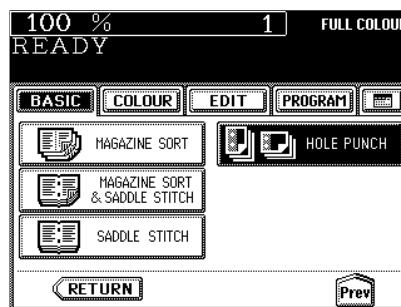 100 % 1 FULL COLOUR
READY
BASIC COLOUR EDIT PROGRAM
MAGAZINE SORT HOLE PUNCH
MAGAZINE SORT
& SADDLE STITCH
SADDLE STITCH
RETURN Prev